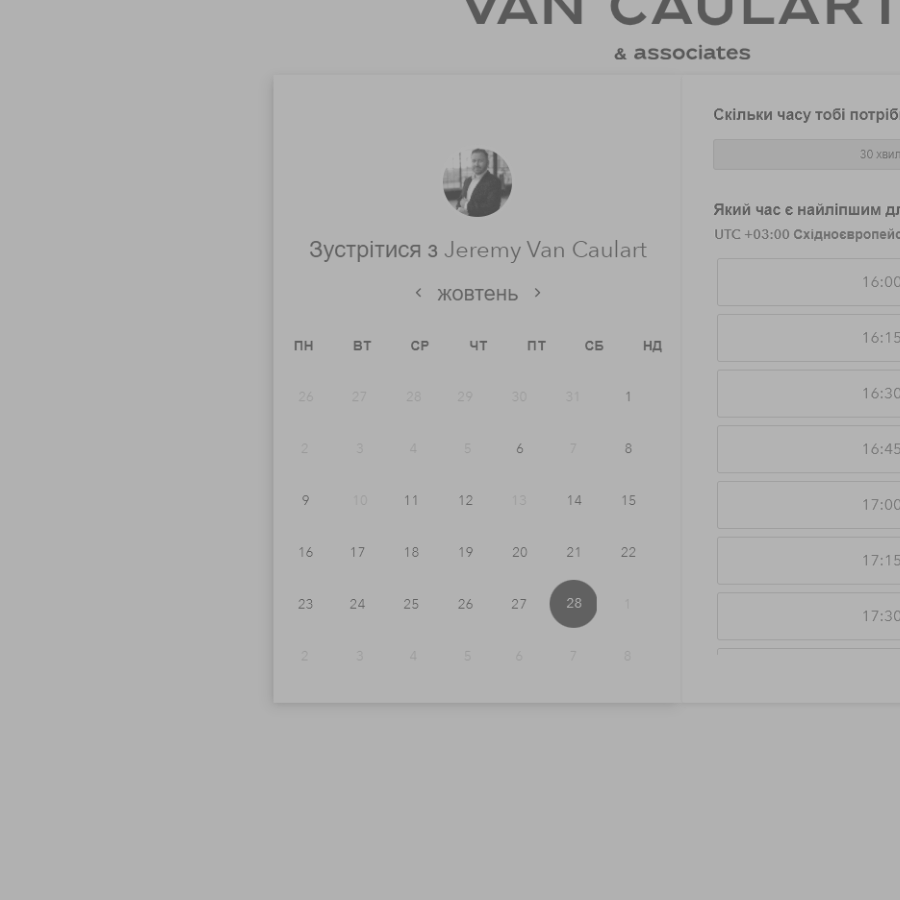 VAN CAULART
& associates
Зустрітися з Jeremy Van Caulart
жовтень
ПН ВТ СР ЧТ ПТ СБ НД
26 27 28 29 30 31 1
2 3 4 5 6 7 8
9 10 11 12 13 14 15
16 17 18 19 20 21 22
23 24 25 26 27 28 1
2 3 4 5 6 7 8
Скільки часу тобі потріб
30 хвил
Який час є найліпшим дл
UTC +03:00 Східноєвропейс
16:00
16:15
16:30
16:45
17:00
17:15
17:30